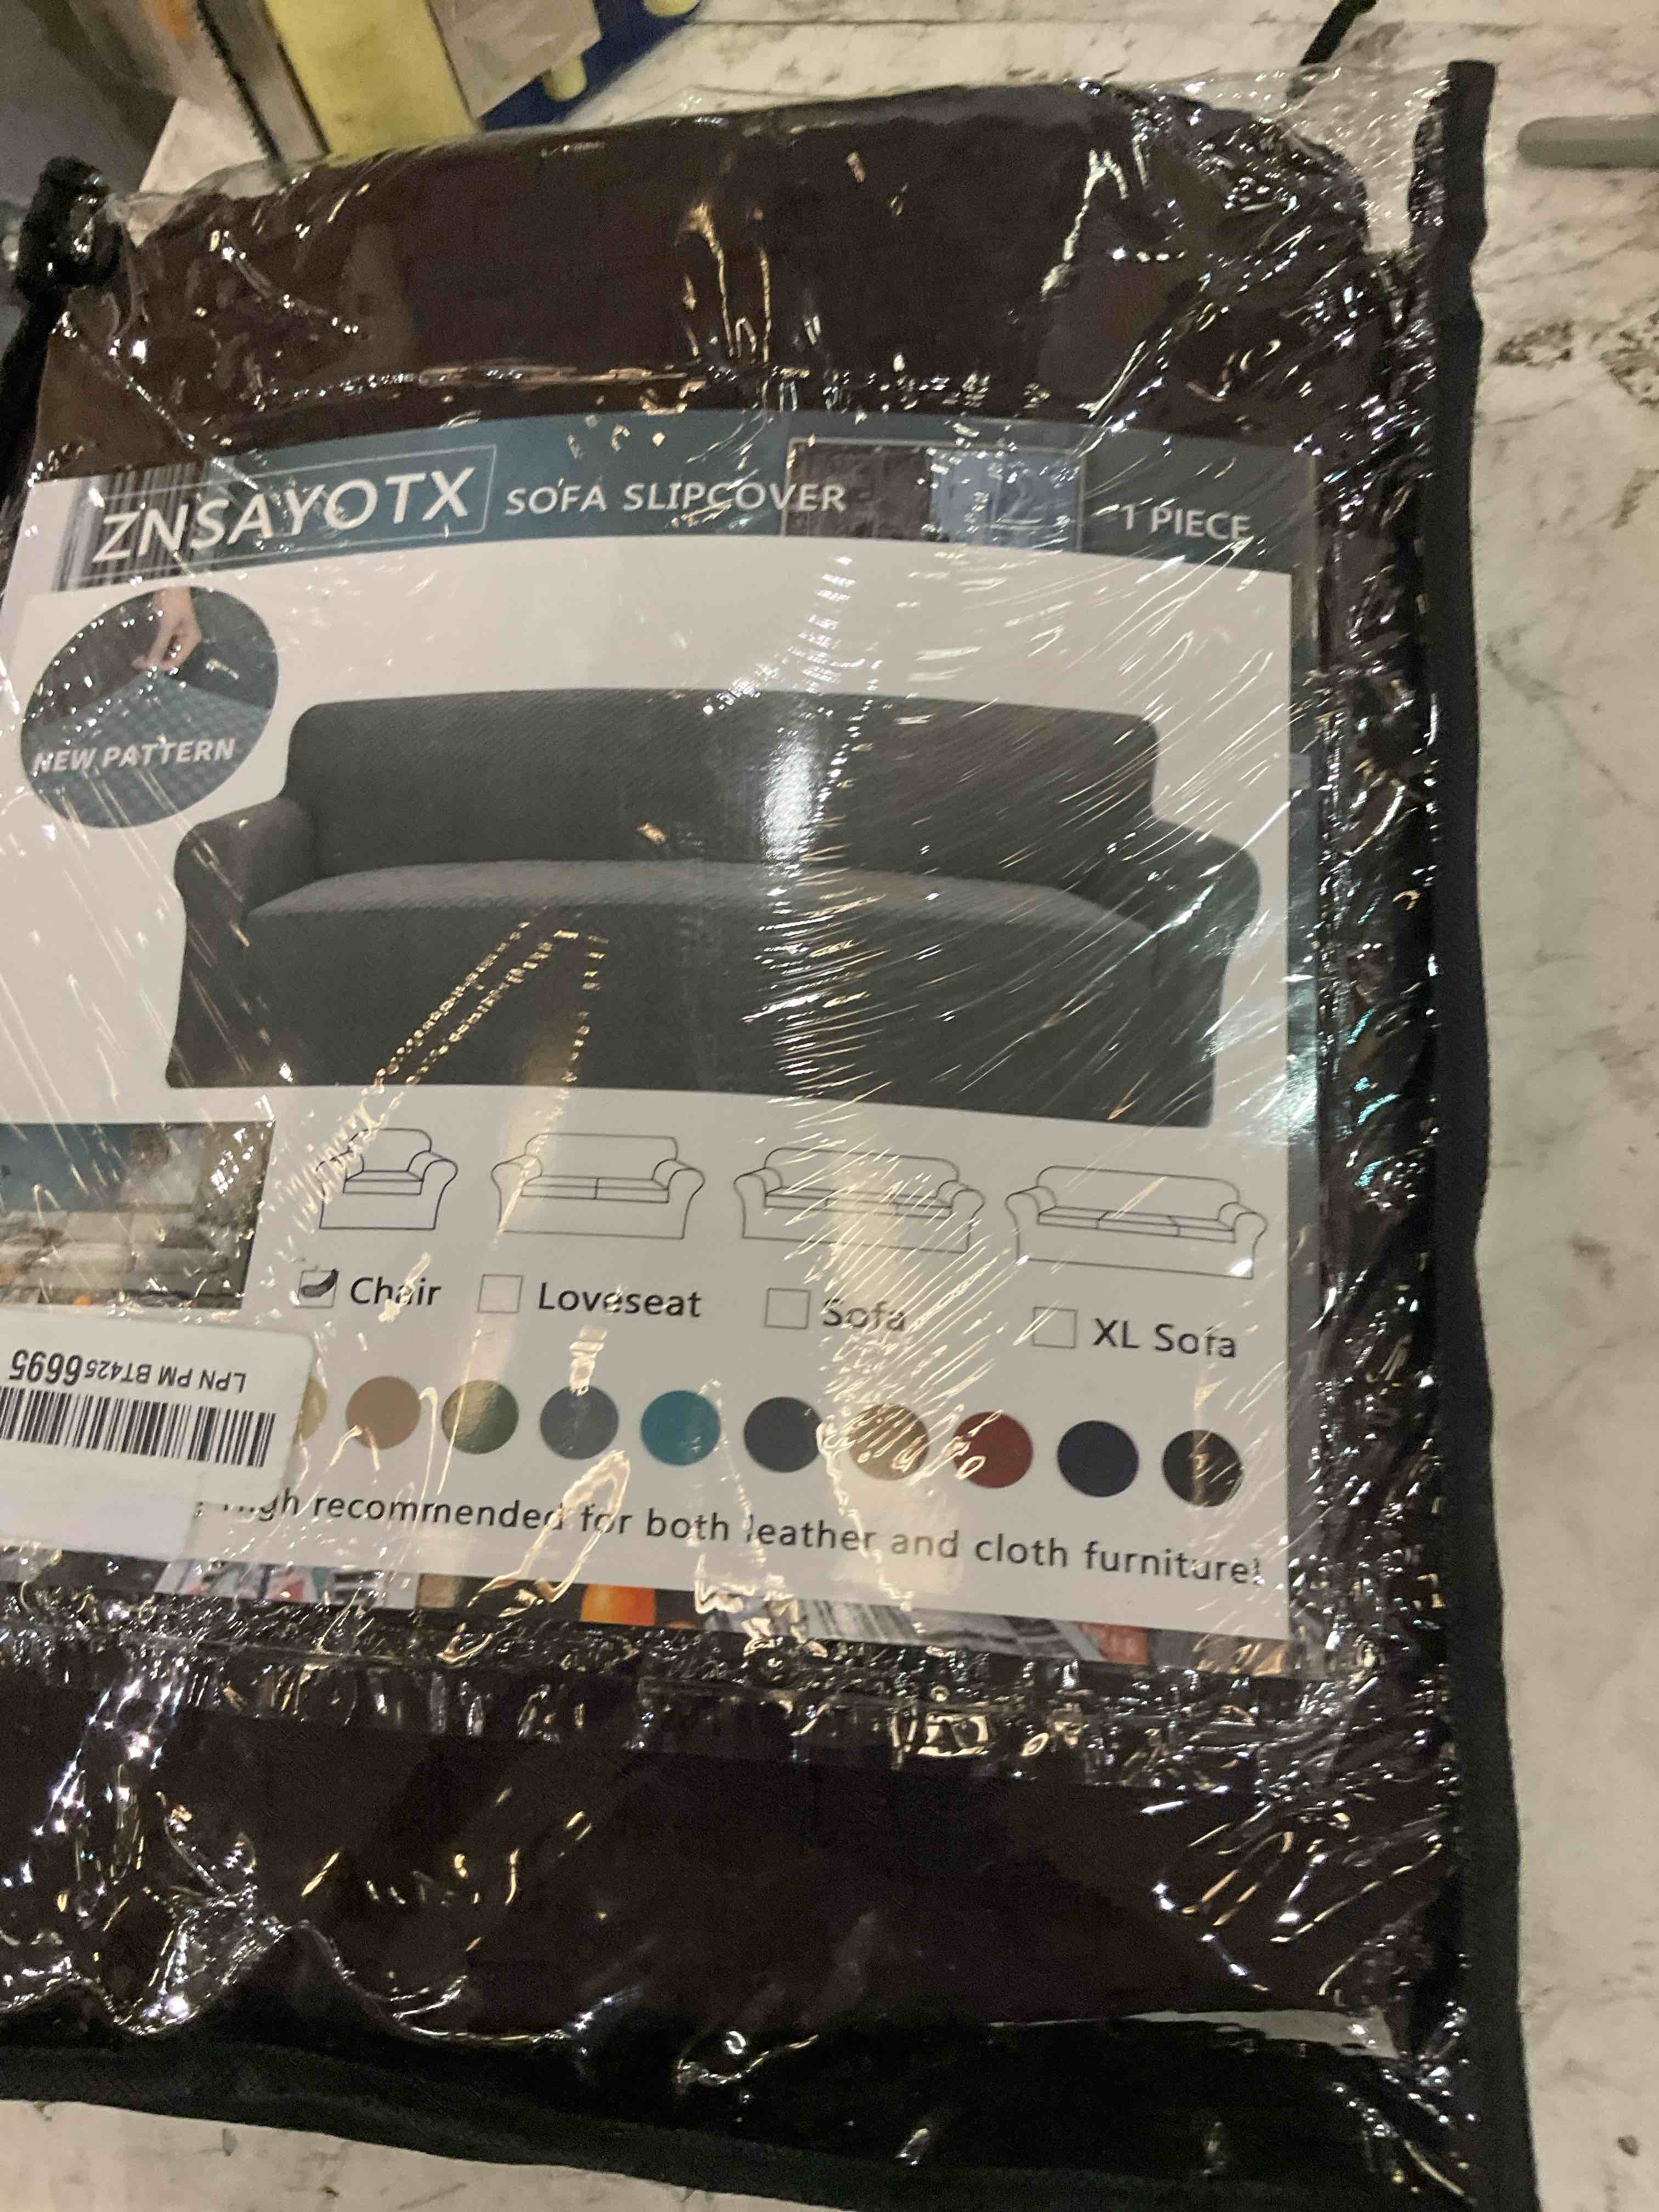 ZNSAYOTX SOFA SLIPCOVER 1 PIECE
NEW PATTERN
Chair Loveseat Sofa XL Sofa
LPN PM BT4256695
recommended for both leather and cloth furniture!